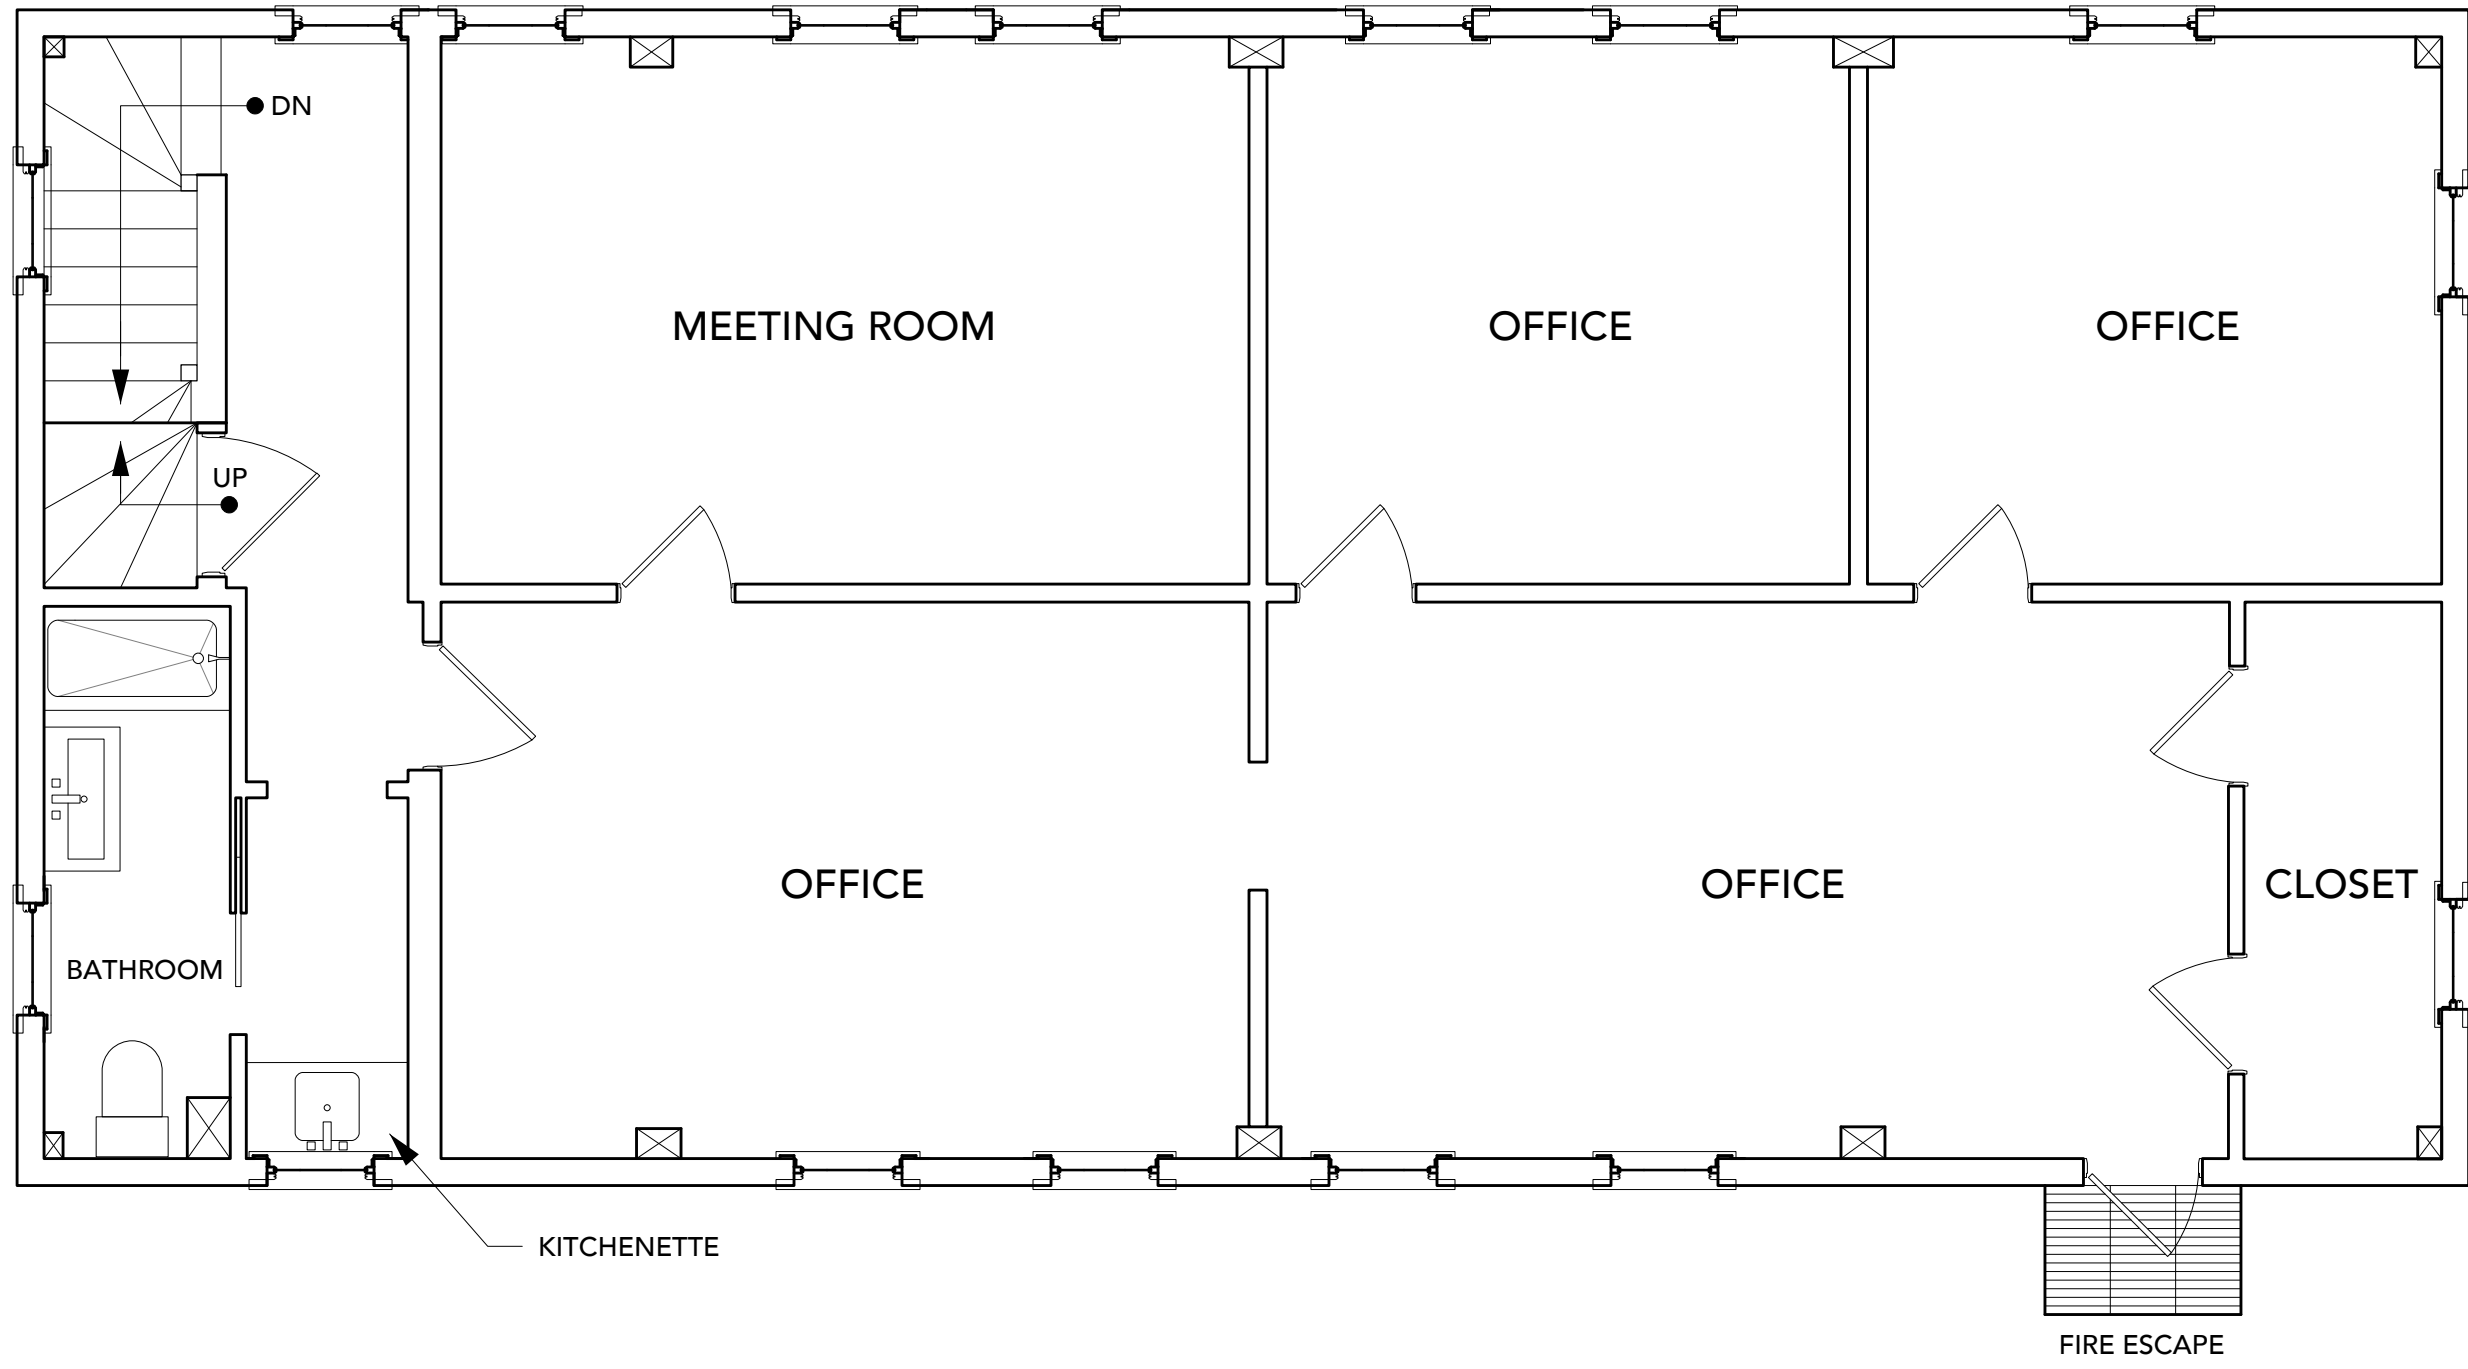 DN
MEETING ROOM
OFFICE
OFFICE
UP
OFFICE
OFFICE
CLOSET
BATHROOM
KITCHENETTE
FIRE ESCAPE